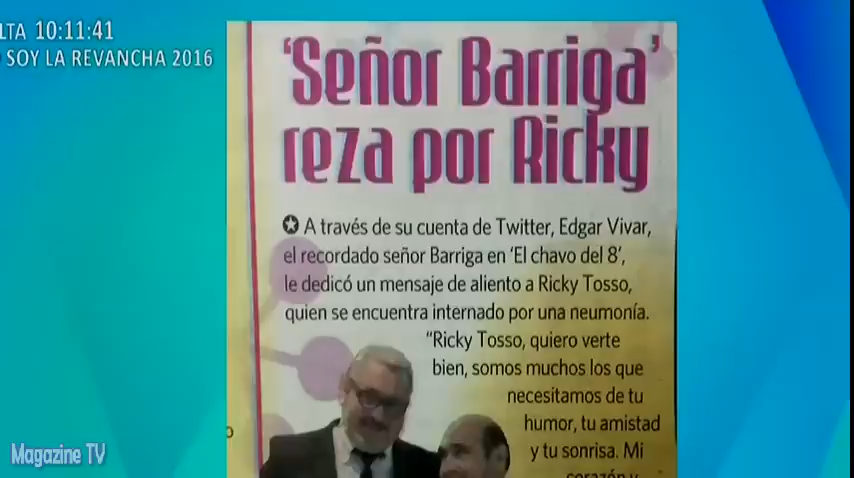 LTA 10:11:41
SOY LA REVANCHA 2016
'Señor Barriga'
reza por Ricky
A través de su cuenta de Twitter, Edgar Vivar,
el recordado señor Barriga en 'El chavo del 8',
le dedicó un mensaje de aliento a Ricky Tosso,
quien se encuentra internado por una neumonía.
"Ricky Tosso, quiero verte
bien, somos muchos los que
necesitamos de tu
humor, tu amistad
y tu sonrisa. Mi
corazón y
Magazine TV